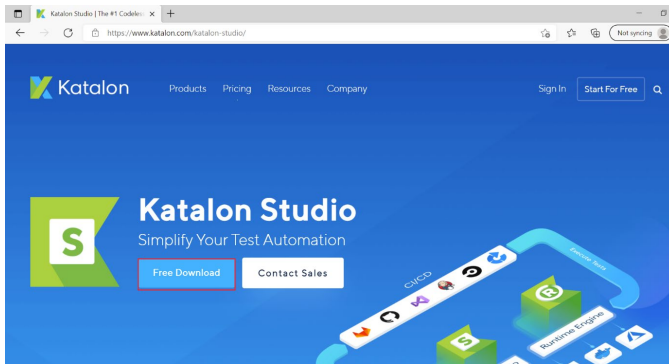 Katalon Studio | The #1 Codeles
https://www.katalon.com/katalon-studio/
Not syncing
Katalon
Products Pricing Resources Company
Sign In Start For Free
Katalon Studio
S
Simplify Your Test Automation
Free Download Contact Sales
CI/CD
Execute Tests
R
Runtime Engine
S